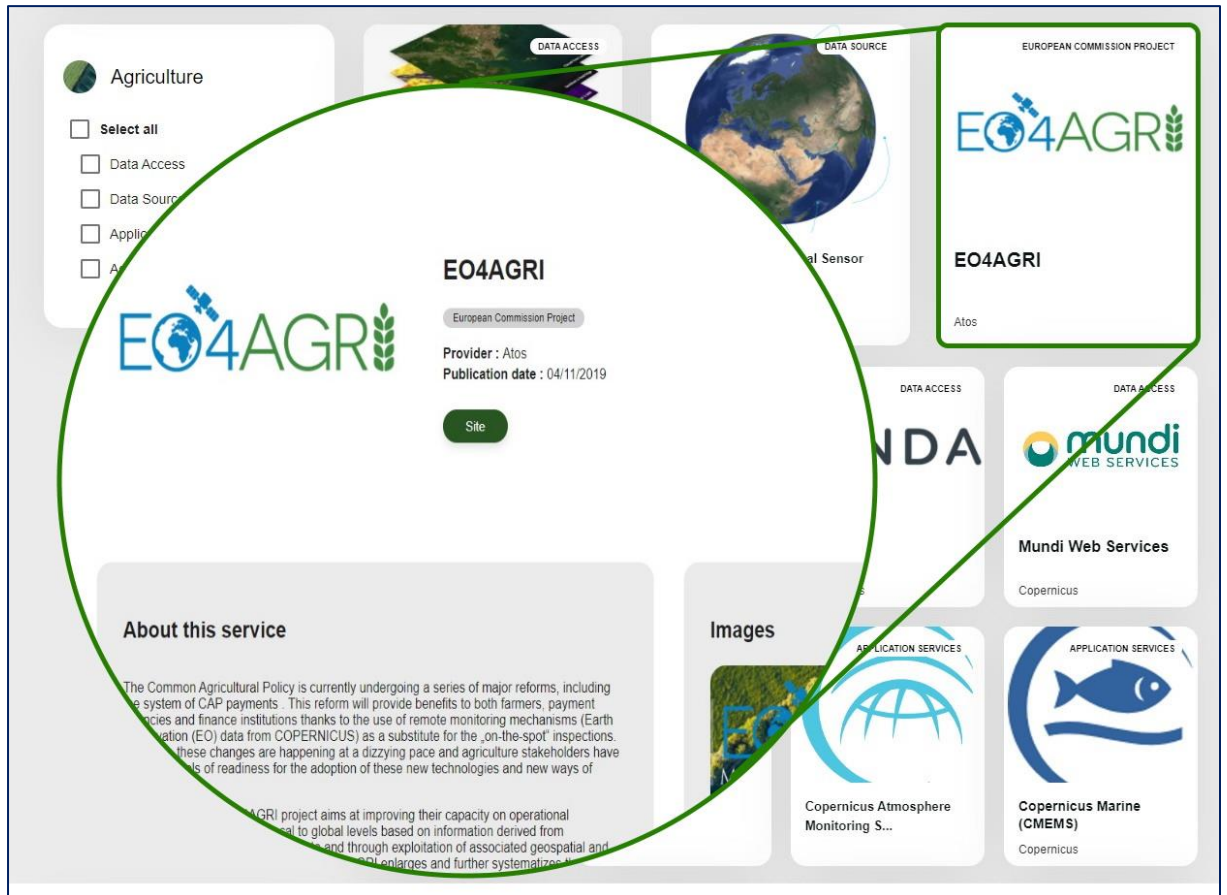 Agriculture
Select all
Data Access
Data Source
DATA ACCESS
DATA SOURCE
al Sensor
EUROPEAN COMMISSION PROJECT
EO4AGRI
EO4AGRI
Atos
EO4AGRI
EO4AGRI
European Commission Project
Provider : Atos
Publication date : 04/11/2019
Site
DATA ACCESS
NDA
DATA ACCESS
mundi
WEB SERVICES
Mundi Web Services
Copernicus
About this service
The Common Agricultural Policy is currently undergoing a series of major reforms, including
system of CAP payments . This reform will provide benefits to both farmers, payment
and finance institutions thanks to the use of remote monitoring mechanisms (Earth
(EO) data from COPERNICUS) as a substitute for the „on-the-spot” inspections.
these changes are happening at a dizzying pace and agriculture stakeholders have
of readiness for the adoption of these new technologies and new ways of
AGRI project aims at improving their capacity on operational
to global levels based on information derived from
and through exploitation of associated geospatial and
enlarges and further systematizes
Images
EO
APPLICATION SERVICES
Copernicus Atmosphere
Monitoring S...
APPLICATION SERVICES
Copernicus Marine
(CMEMS)
Copernicus